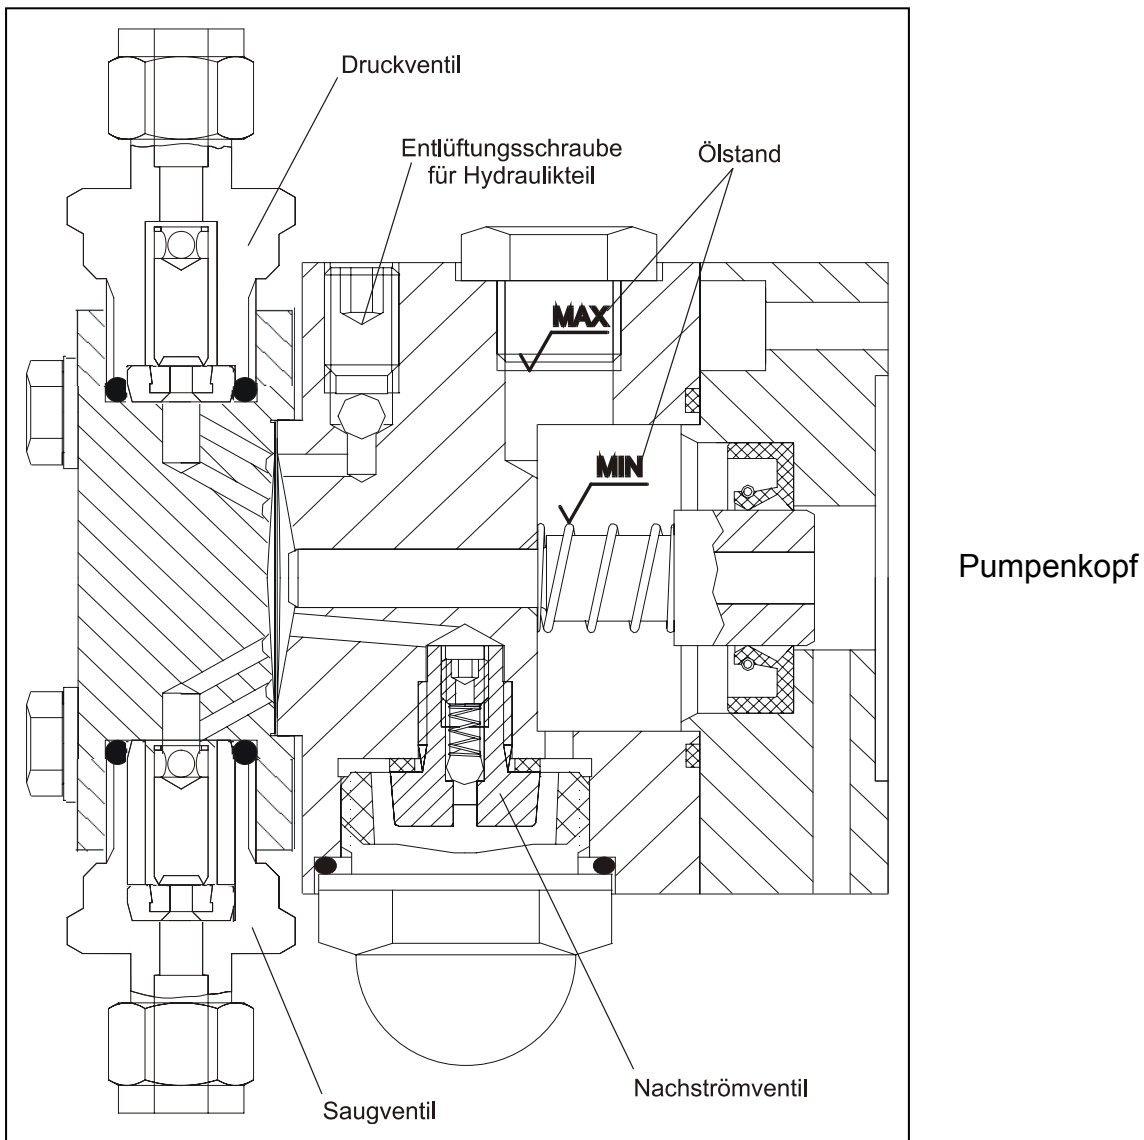 Druckventil
Entlüftungsschraube
für Hydraulikteil
Ölstand
MAX
MIN
Pumpenkopf
Nachströmventil
Saugventil